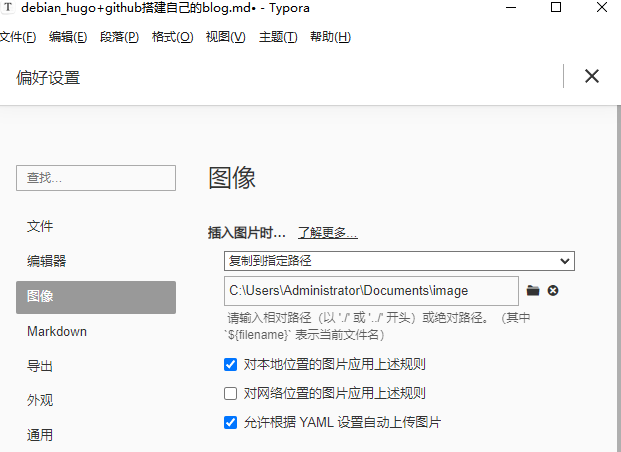 T debian_hugo+github搭建自己的blog.md• - Typora
文件(F) 编辑(E) 段落(P) 格式(O) 视图(V) 主题(T) 帮助(H)
偏好设置
查找...
图像
插入图片时... 了解更多...
文件
复制到指定路径
编辑器
C:\Users\Administrator\Documents\image
图像
请输入相对路径（以 './' 或 '../' 开头）或绝对路径。（其中
`${filename}` 表示当前文件名）
Markdown
对本地位置的图片应用上述规则
导出
对网络位置的图片应用上述规则
外观
允许根据 YAML 设置自动上传图片
通用